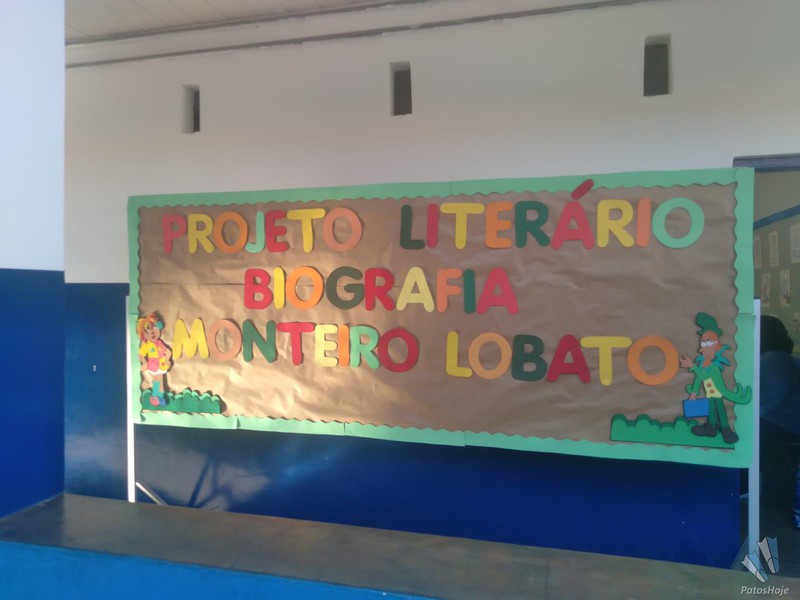 PROJETO LITERÁRIO
BIOGRAFIA
MONTEIRO LOBATO
PatosHoje